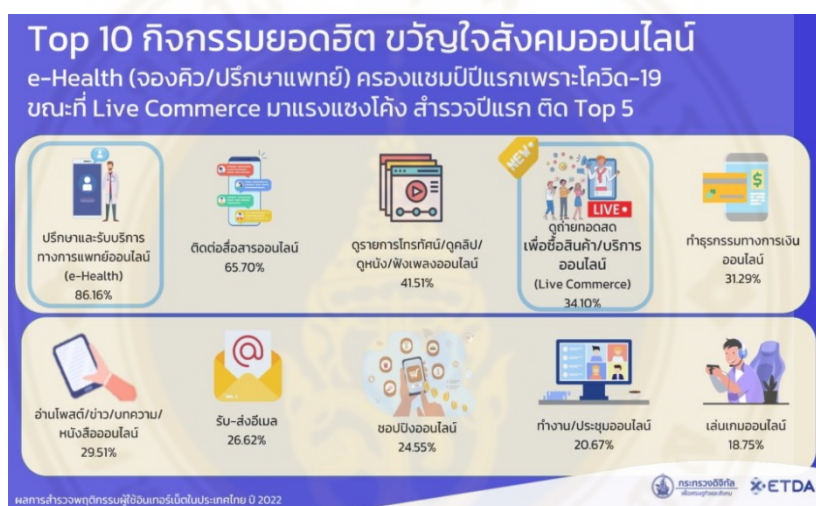 Top 10 กิจกรรมยอดฮิต ขวัญใจสังคมออนไลน์
e-Health (จองคิว/ปรึกษาแพทย์) ครองแชมป์ปีแรกเพราะโควิด-19
ขณะที่ Live Commerce มาแรงแซงโค้ง สำรวจปีแรก ติด Top 5
ปรึกษาและรับบริการ
ทางการแพทย์ออนไลน์
(e-Health)
86.16%
ติดต่อสื่อสารออนไลน์
65.70%
ดูรายการโทรทัศน์/ดูคลิป/
ดูหนัง/ฟังเพลงออนไลน์
41.51%
NEW
LIVE
ดูถ่ายทอดสด
เพื่อซื้อสินค้า/บริการ
ออนไลน์
(Live Commerce)
34.10%
ทำธุรกรรมทางการเงิน
ออนไลน์
31.29%
อ่านโพสต์/ข่าว/บทความ/
หนังสือออนไลน์
29.51%
รับ-ส่งอีเมล
26.62%
ชอปปิงออนไลน์
24.55%
ทำงาน/ประชุมออนไลน์
20.67%
เล่นเกมออนไลน์
18.75%
ผลการสำรวจพฤติกรรมผู้ใช้อินเทอร์เน็ตในประเทศไทย ปี 2022
กระทรวงดิจิทัล
เพื่อเศรษฐกิจและสังคม
ETDA